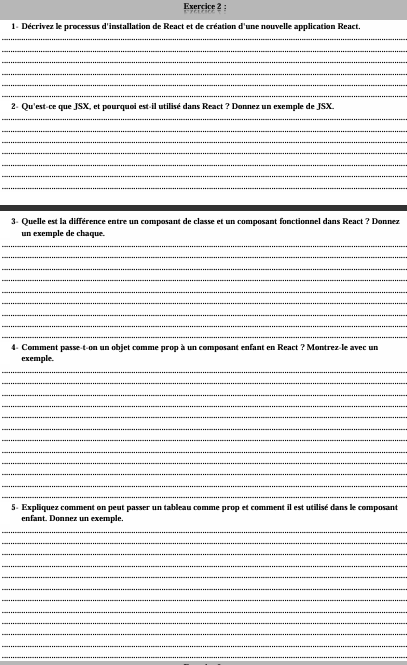 Exercice 2 :
1- Décrivez le processus d'installation de React et de création d'une nouvelle application React.
2- Qu'est-ce que JSX, et pourquoi est-il utilisé dans React ? Donnez un exemple de JSX.
3- Quelle est la différence entre un composant de classe et un composant fonctionnel dans React ? Donnez
un exemple de chaque.
4- Comment passe-t-on un objet comme prop à un composant enfant en React ? Montrez-le avec un
exemple.
5- Expliquez comment on peut passer un tableau comme prop et comment il est utilisé dans le composant
enfant. Donnez un exemple.